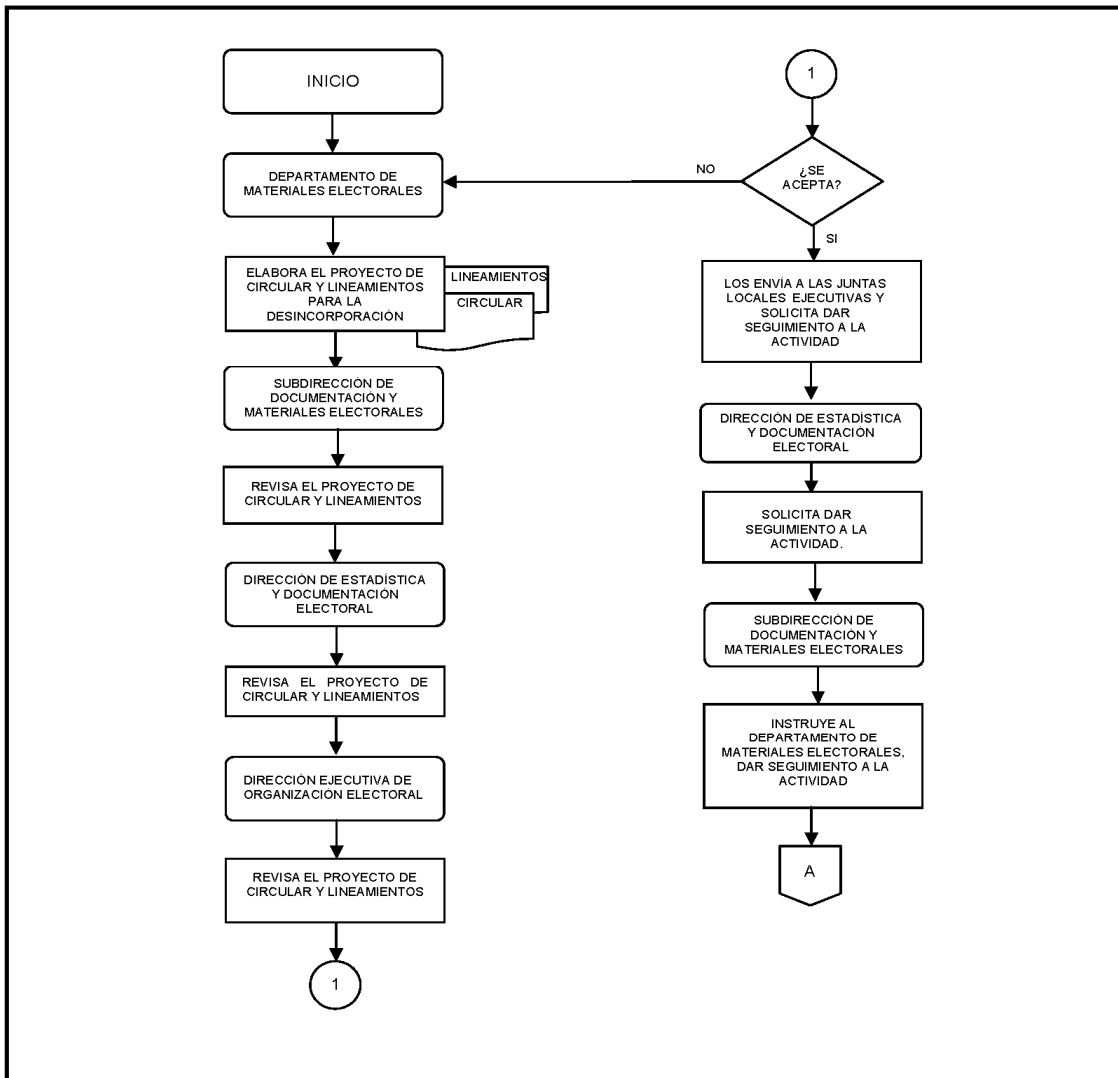 INICIO
DEPARTAMENTO DE
MATERIALES ELECTORALES
ELABORA EL PROYECTO DE
CIRCULAR Y LINEAMIENTOS
PARA LA
DESINCORPORACIÓN
LINEAMIENTOS
CIRCULAR
SUBDIRECCIÓN DE
DOCUMENTACIÓN Y
MATERIALES ELECTORALES
REVISA EL PROYECTO DE
CIRCULAR Y LINEAMIENTOS
DIRECCIÓN DE ESTADÍSTICA
Y DOCUMENTACIÓN
ELECTORAL
REVISA EL PROYECTO DE
CIRCULAR Y LINEAMIENTOS
DIRECCIÓN EJECUTIVA DE
ORGANIZACIÓN ELECTORAL
REVISA EL PROYECTO DE
CIRCULAR Y LINEAMIENTOS
1
1
¿SE
ACEPTA?
NO
SI
LOS ENVÍA A LAS JUNTAS
LOCALES EJECUTIVAS Y
SOLICITA DAR
SEGUIMIENTO A LA
ACTIVIDAD
DIRECCIÓN DE ESTADÍSTICA
Y DOCUMENTACIÓN
ELECTORAL
SOLICITA DAR
SEGUIMIENTO A LA
ACTIVIDAD.
SUBDIRECCIÓN DE
DOCUMENTACIÓN Y
MATERIALES ELECTORALES
INSTRUYE AL
DEPARTAMENTO DE
MATERIALES ELECTORALES,
DAR SEGUIMIENTO A LA
ACTIVIDAD
A